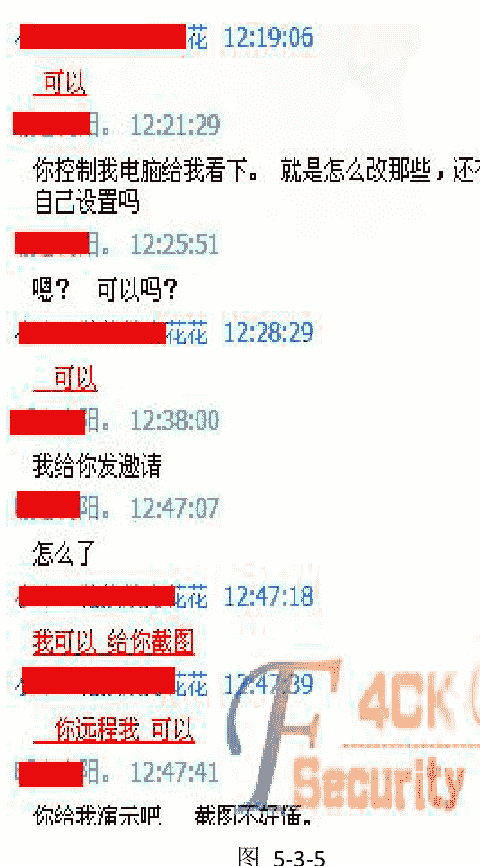 花 12:19:06
可以
阳。 12:21:29
你控制我电脑给我看下。 就是怎么改那些，还有
自己设置吗
阳。 12:25:51
嗯？ 可以吗？
花花 12:28:29
可以
阳。 12:38:00
我给你发邀请
阳。 12:47:07
怎么了
花花 12:47:18
我可以 给你截图
花花 12:47:39
你远程我 可以
阳。 12:47:41
你给我演示吧 截图不好懂。
F4CK
Security
图 5-3-5